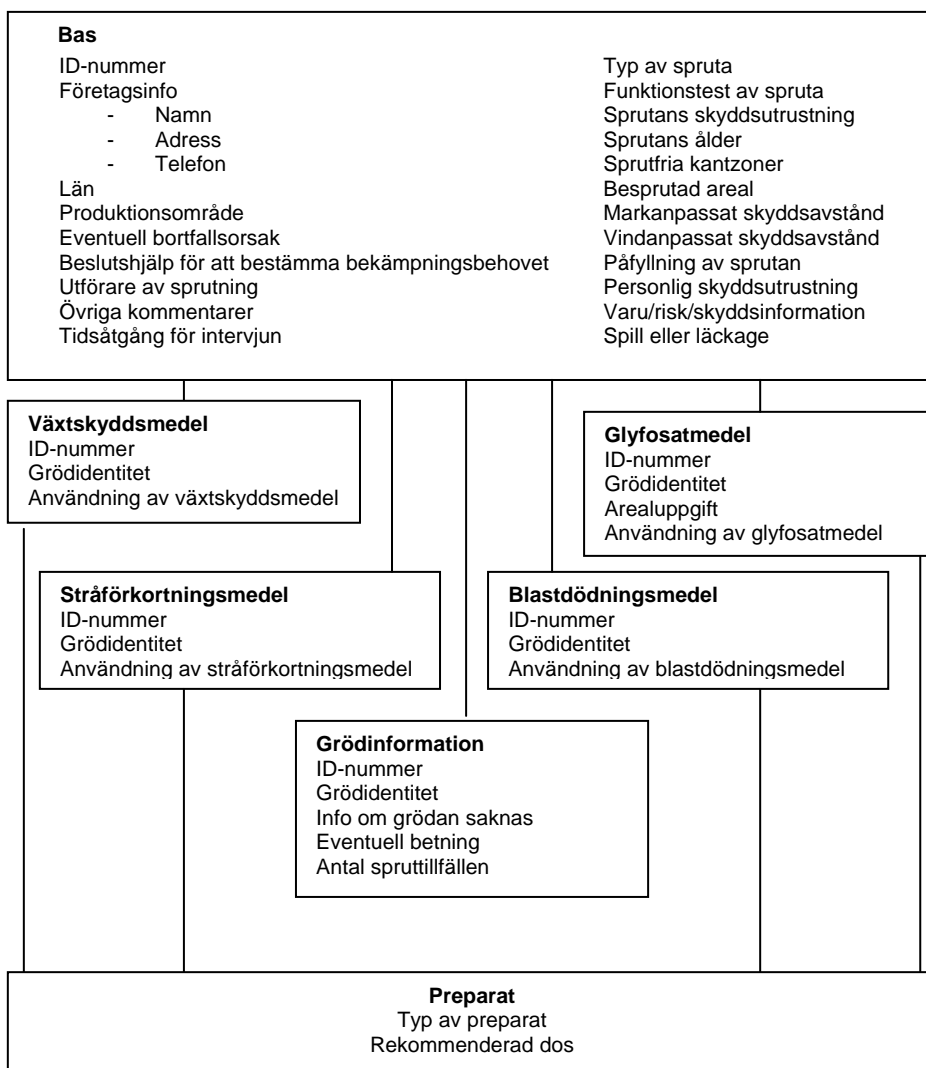 Bas
ID-nummer
Företagsinfo
- Namn
- Adress
- Telefon
Län
Produktionsområde
Eventuell bortfallsorsak
Beslutshjälp för att bestämma bekämpningsbehovet
Utförare av sprutning
Övriga kommentarer
Tidsåtgång för intervjun
Typ av spruta
Funktionstest av spruta
Sprutans skyddsutrustning
Sprutans ålder
Sprutfria kantzoner
Besprutad areal
Markanpassat skyddsavstånd
Vindanpassat skyddsavstånd
Påfyllning av sprutan
Personlig skyddsutrustning
Varu/risk/skyddsinformation
Spill eller läckage
Växtskyddsmedel
ID-nummer
Grödidentitet
Användning av växtskyddsmedel
Glyfosatmedel
ID-nummer
Grödidentitet
Arealuppgift
Användning av glyfosatmedel
Stråförkortningsmedel
ID-nummer
Grödidentitet
Användning av stråförkortningsmedel
Blastdödningsmedel
ID-nummer
Grödidentitet
Användning av blastdödningsmedel
Grödinformation
ID-nummer
Grödidentitet
Info om grödan saknas
Eventuell betning
Antal spruttillfällen
Preparat
Typ av preparat
Rekommenderad dos